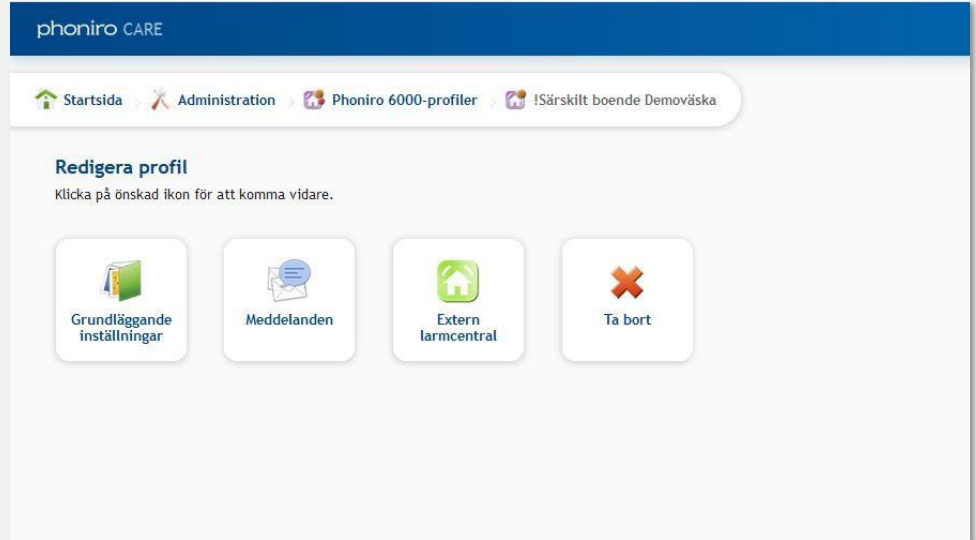 phoniro CARE
Startsida Administration Phoniro 6000-profiler !Särskilt boende Demoväska
Redigera profil
Klicka på önskad ikon för att komma vidare.
Grundläggande
inställningar
Meddelanden
Extern
larmcentral
Ta bort